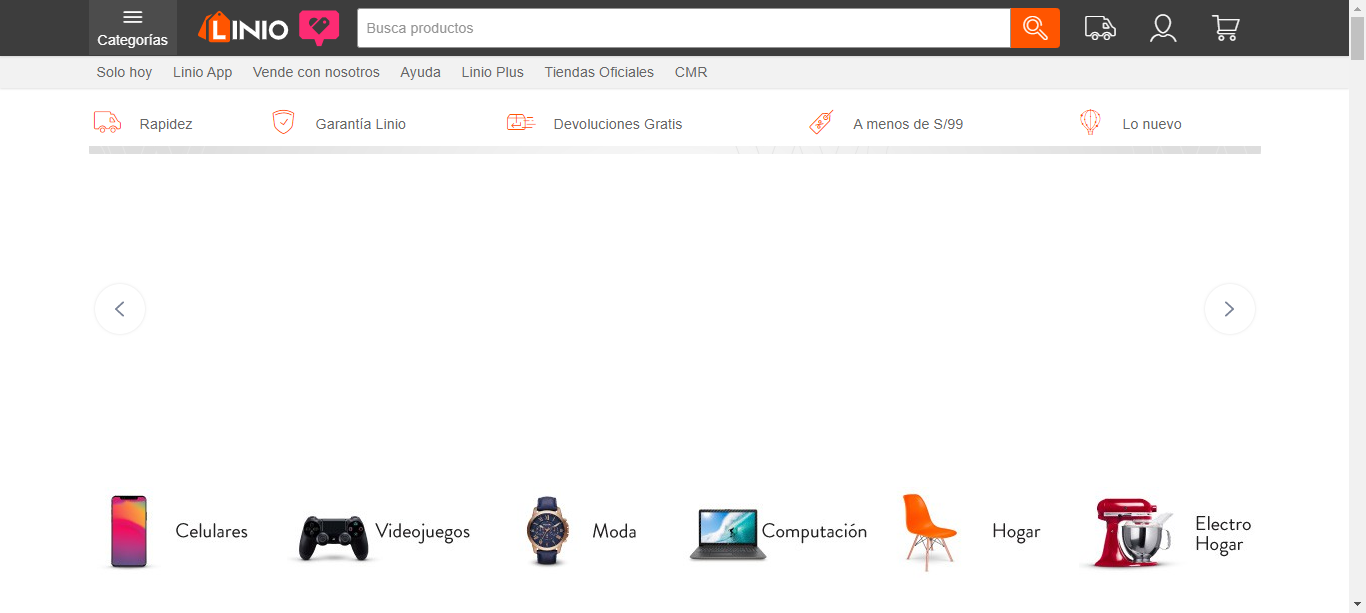 Categorías
LINIO
Busca productos
Solo hoy
Linio App
Vende con nosotros
Ayuda
Linio Plus
Tiendas Oficiales
CMR
Rapidez
Garantía Linio
Devoluciones Gratis
A menos de S/99
Lo nuevo
Celulares
Videojuegos
Moda
Computación
Hogar
Electro
Hogar